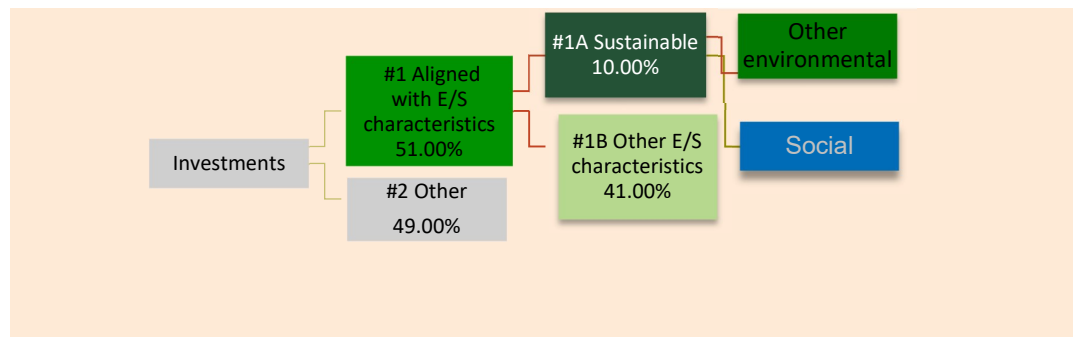 Investments
#1 Aligned
with E/S
characteristics
51.00%
#2 Other
49.00%
#1A Sustainable
10.00%
#1B Other E/S
characteristics
41.00%
Other
environmental
Social